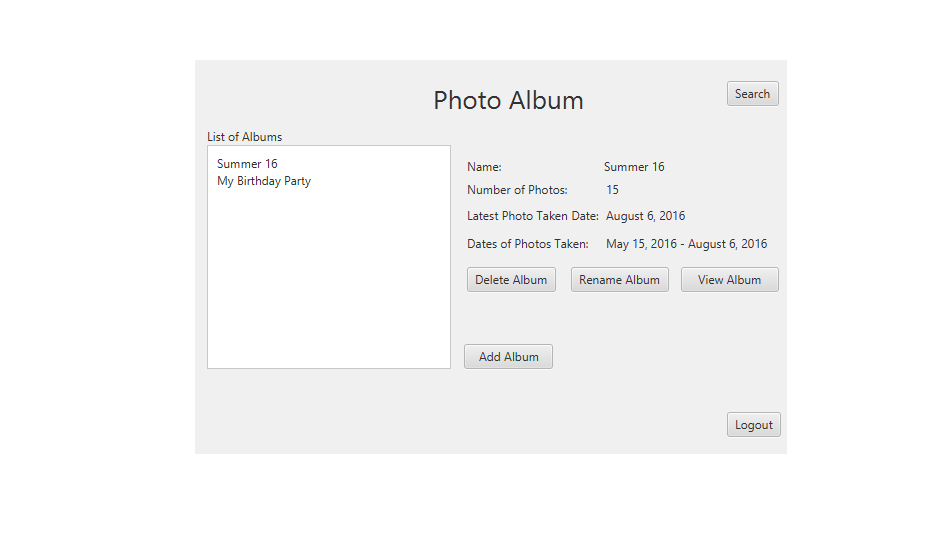 Photo Album
Search
List of Albums
Summer 16
My Birthday Party
Name: Summer 16
Number of Photos: 15
Latest Photo Taken Date: August 6, 2016
Dates of Photos Taken: May 15, 2016 - August 6, 2016
Delete Album Rename Album View Album
Add Album
Logout